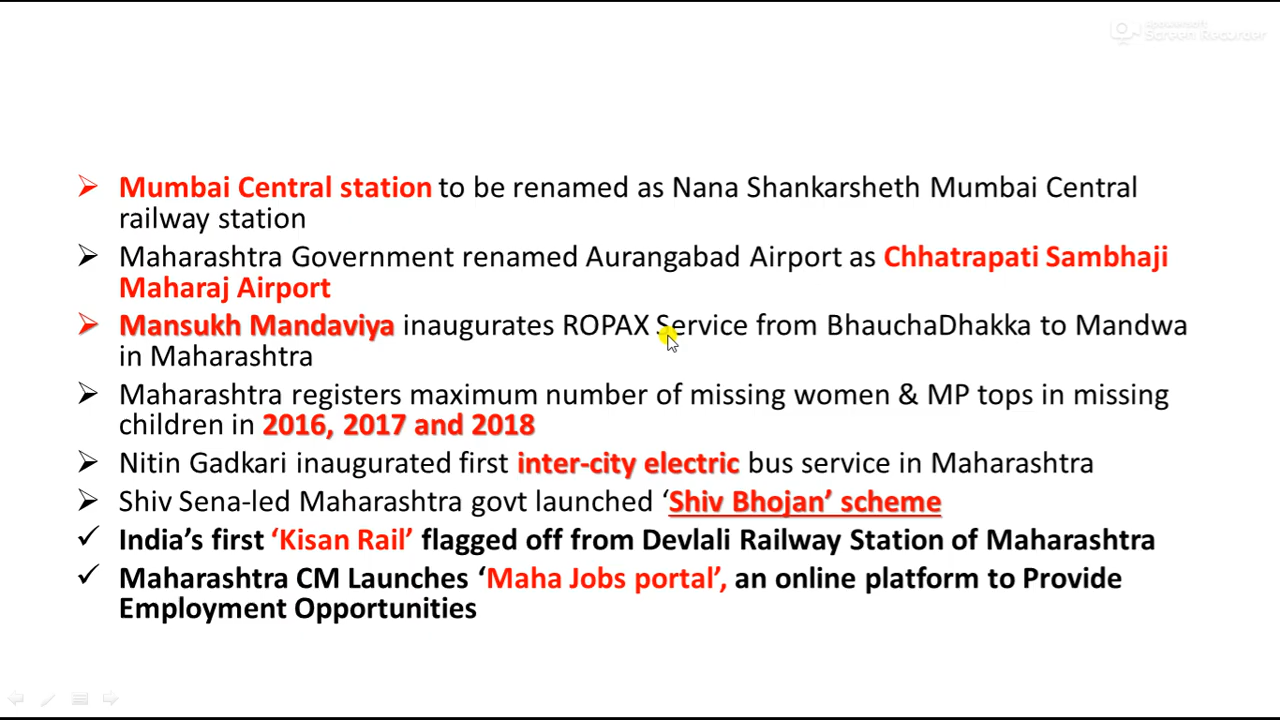 Apowersoft
Screen Recorder
Mumbai Central station to be renamed as Nana Shankarsheth Mumbai Central
railway station
Maharashtra Government renamed Aurangabad Airport as Chhatrapati Sambhaji
Maharaj Airport
Mansukh Mandaviya inaugurates ROPAX Service from BhauchaDhakka to Mandwa
in Maharashtra
Maharashtra registers maximum number of missing women & MP tops in missing
children in 2016, 2017 and 2018
Nitin Gadkari inaugurated first inter-city electric bus service in Maharashtra
Shiv Sena-led Maharashtra govt launched ‘Shiv Bhojan’ scheme
India’s first ‘Kisan Rail’ flagged off from Devlali Railway Station of Maharashtra
Maharashtra CM Launches ‘Maha Jobs portal’, an online platform to Provide
Employment Opportunities